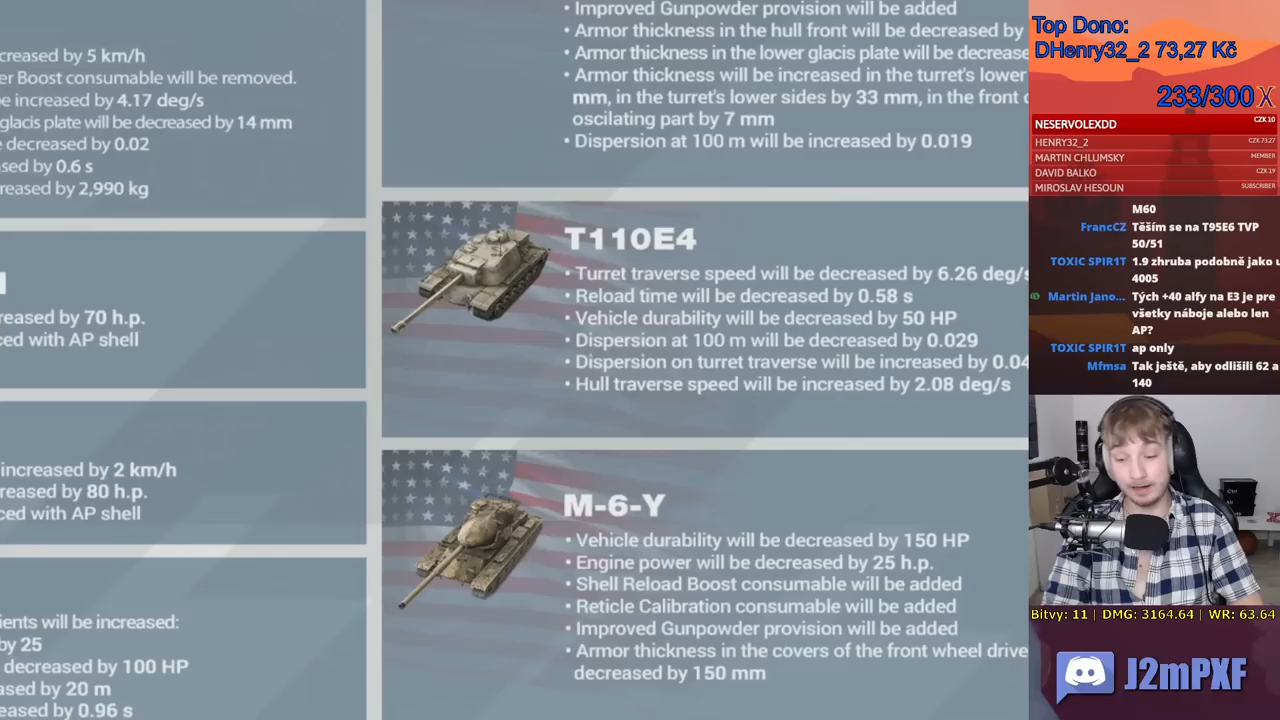 creased by 5 km/h
er Boost consumable will be removed.
be increased by 4.17 deg/s
glacis plate will be decreased by 14 mm
e decreased by 0.02
sed by 0.6 s
creased by 2,990 kg
reased by 70 h.p.
ced with AP shell
increased by 2 km/h
reased by 80 h.p.
ced with AP shell
ients will be increased:
by 25
decreased by 100 HP
ased by 20 m
eased by 0.96 s
• Improved Gunpowder provision will be added
• Armor thickness in the hull front will be decreased by
• Armor thickness in the lower glacis plate will be decrease
• Armor thickness will be increased in the turret's lower
mm, in the turret's lower sides by 33 mm, in the front
oscilating part by 7 mm
• Dispersion at 100 m will be increased by 0.019
T110E4
• Turret traverse speed will be decreased by 6.26 deg/s
• Reload time will be decreased by 0.58 s
• Vehicle durability will be decreased by 50 HP
• Dispersion at 100 m will be decreased by 0.029
• Dispersion on turret traverse will be increased by 0.04
• Hull traverse speed will be increased by 2.08 deg/s
M-6-Y
• Vehicle durability will be decreased by 150 HP
• Engine power will be decreased by 25 h.p.
• Shell Reload Boost consumable will be added
• Reticle Calibration consumable will be added
• Improved Gunpowder provision will be added
• Armor thickness in the covers of the front wheel drive
decreased by 150 mm
Top Dono:
DHenry32_2 73,27 Kč
233/300 X
NESERVOLEXDD CZK 10
HENRY32_2 CZK 73.27
MARTIN CHLUMSKY MEMBER
DAVID BALKO CZK 19
MIROSLAV HESOUN SUBSCRIBER
M60
FrancCZ Těším se na T95E6 TVP
50/51
TOXIC SPIR1T 1.9 zhruba podobně jako u
4005
Martin Jano... Tých +40 alfy na E3 je pre
všetky náboje alebo len
AP?
TOXIC SPIR1T ap only
Mfmsa Tak ještě, aby odlišili 62 a
140
Bitvy: 11 | DMG: 3164.64 | WR: 63.64
J2mPXF